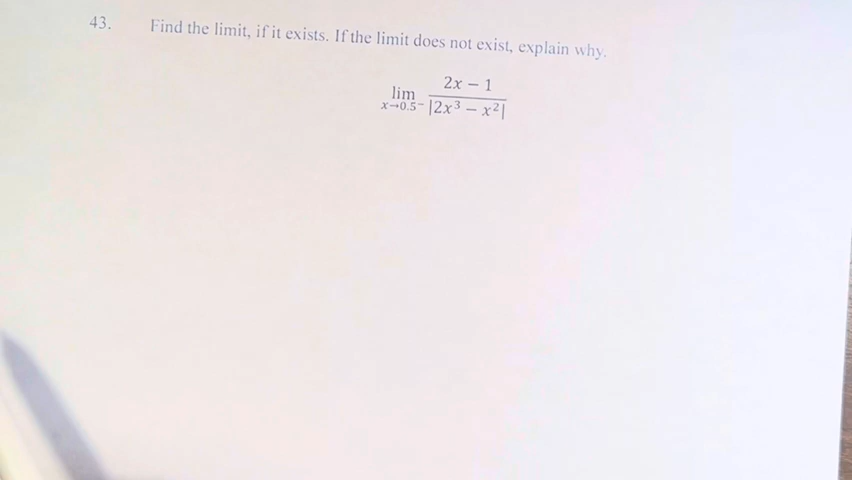 43. Find the limit, if it exists. If the limit does not exist, explain why.
2x − 1
lim
x→0.5⁻ |2x³ − x²|